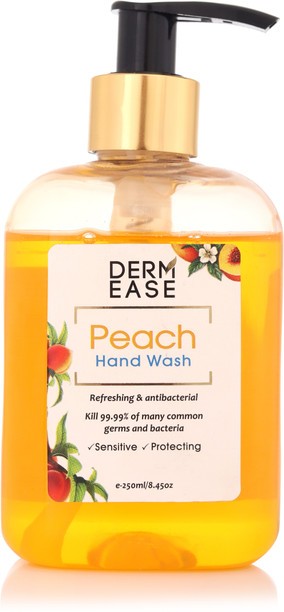 DERM
EASE
Peach
Hand Wash
Refreshing & antibacterial
Kill 99.99% of many common
germs and bacteria
✓Sensitive ✓Protecting
e-250ml/8.45oz